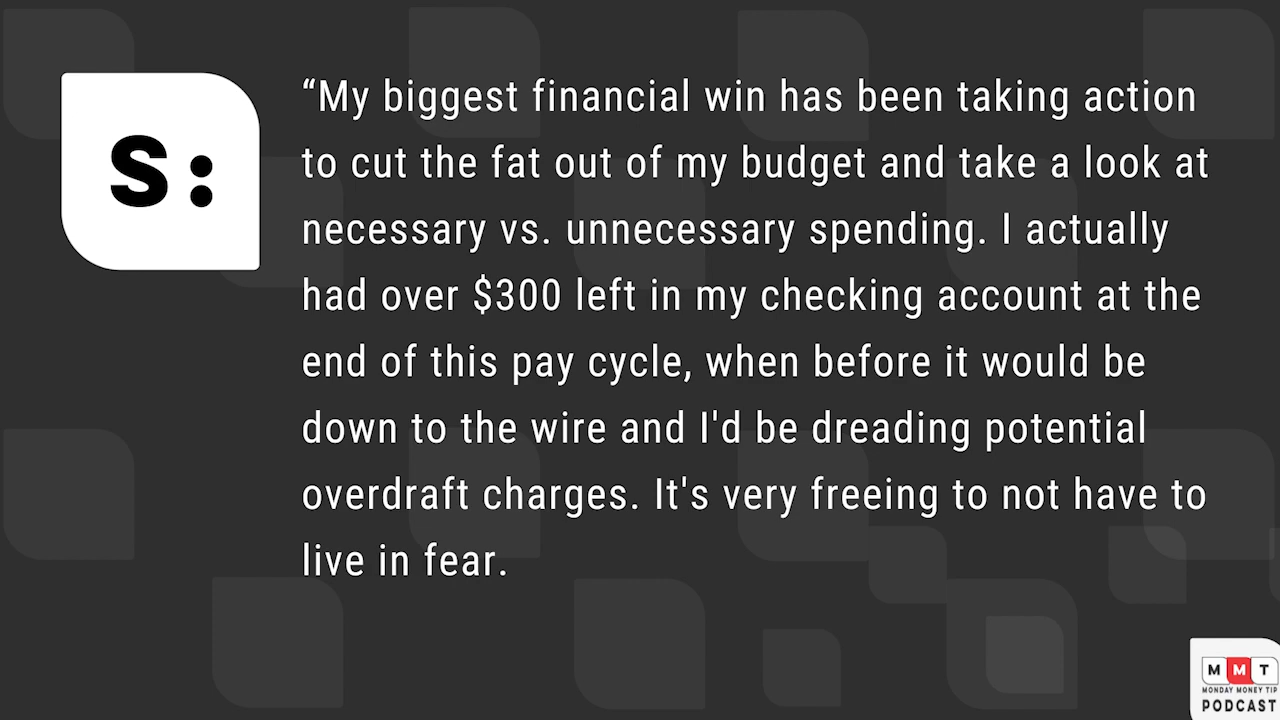 S:
“My biggest financial win has been taking action
to cut the fat out of my budget and take a look at
necessary vs. unnecessary spending. I actually
had over $300 left in my checking account at the
end of this pay cycle, when before it would be
down to the wire and I'd be dreading potential
overdraft charges. It's very freeing to not have to
live in fear.
M M T
MONDAY MONEY TIP
PODCAST